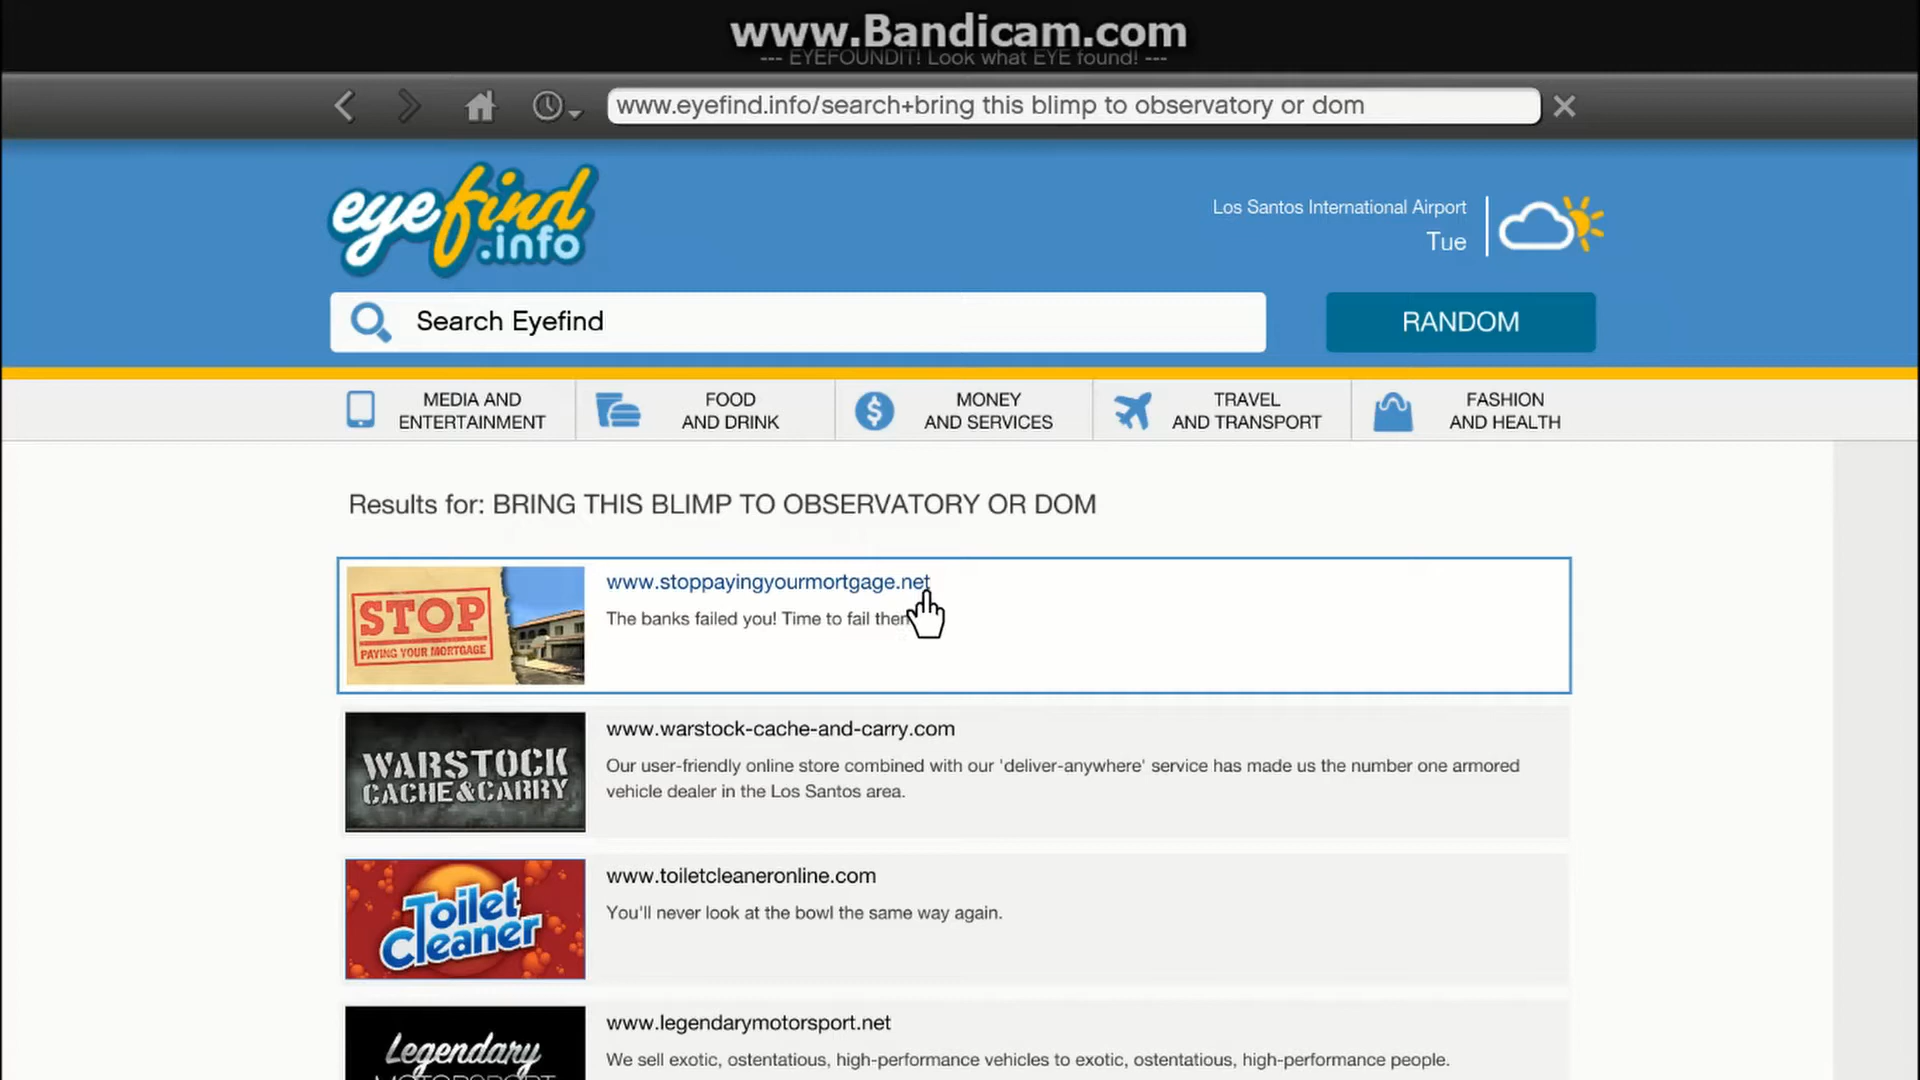 www.Bandicam.com
--- EYEFOUNDIT! Look what EYE found! ---
www.eyefind.info/search+bring this blimp to observatory or dom
eyefind
.info
Los Santos International Airport
Tue
Search Eyefind
RANDOM
MEDIA AND
ENTERTAINMENT
FOOD
AND DRINK
MONEY
AND SERVICES
TRAVEL
AND TRANSPORT
FASHION
AND HEALTH
Results for: BRING THIS BLIMP TO OBSERVATORY OR DOM
STOP
PAYING YOUR MORTGAGE
www.stoppayingyourmortgage.net
The banks failed you! Time to fail
WARSTOCK
CACHE&CARRY
www.warstock-cache-and-carry.com
Our user-friendly online store combined with our 'deliver-anywhere' service has made us the number one armored
vehicle dealer in the Los Santos area.
Toilet
Cleaner
www.toiletcleaneronline.com
You'll never look at the bowl the same way again.
Legendary
MOTORSPORT
www.legendarymotorsport.net
We sell exotic, ostentatious, high-performance vehicles to exotic, ostentatious, high-performance people.